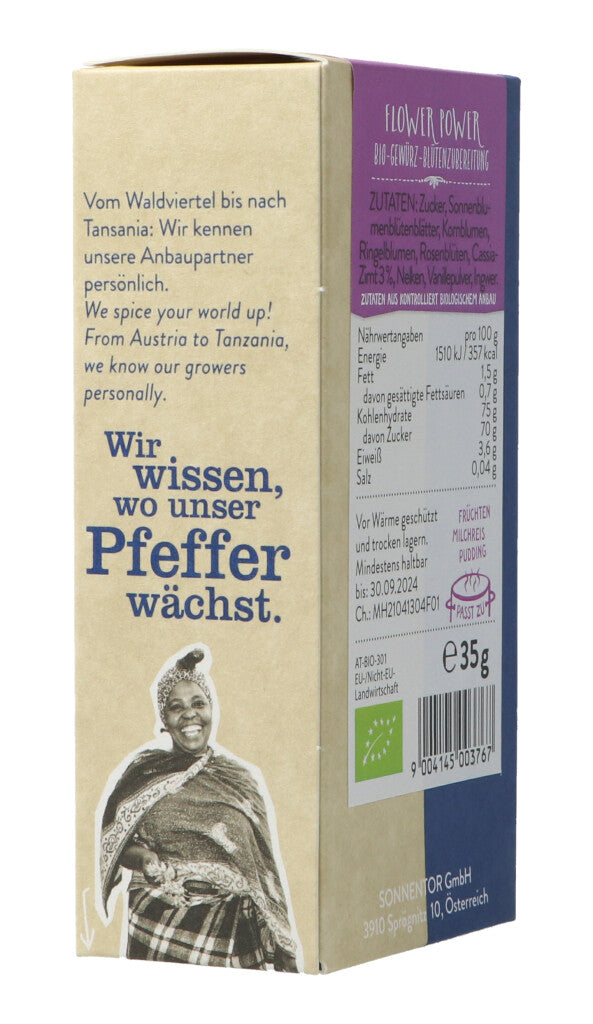 Vom Waldviertel bis nach
Tansania: Wir kennen
unsere Anbaupartner
persönlich.
We spice your world up!
From Austria to Tanzania,
we know our growers
personally.
Wir
wissen,
wo unser
Pfeffer
wächst.
FLOWER POWER
BIO-GEWÜRZ-BLÜTENZUBEREITUNG
ZUTATEN: Zucker, Sonnenblu-
menblütenblätter, Kornblumen,
Ringelblumen, Rosenblüten, Cassia-
Zimt 3%, Nelken, Vanillepulver, Ingwer.
ZUTATEN AUS KONTROLLIERT BIOLOGISCHEM ANBAU
Nährwertangaben pro 100 g
Energie 1510 kJ / 357 kcal
Fett 1,5 g
davon gesättigte Fettsäuren 0,7 g
Kohlenhydrate 75 g
davon Zucker 70 g
Eiweiß 3,6 g
Salz 0,04 g
Vor Wärme geschützt
und trocken lagern.
Mindestens haltbar
bis: 30.09.2024
Ch.: MH21041304F01
FRÜCHTEN
MILCHREIS
PUDDING
PASST ZU
e 35g
AT-BIO-301
EU-/Nicht-EU-
Landwirtschaft
9 004145 003767
SONNENTOR GmbH
3910 Sprögnitz 10, Österreich